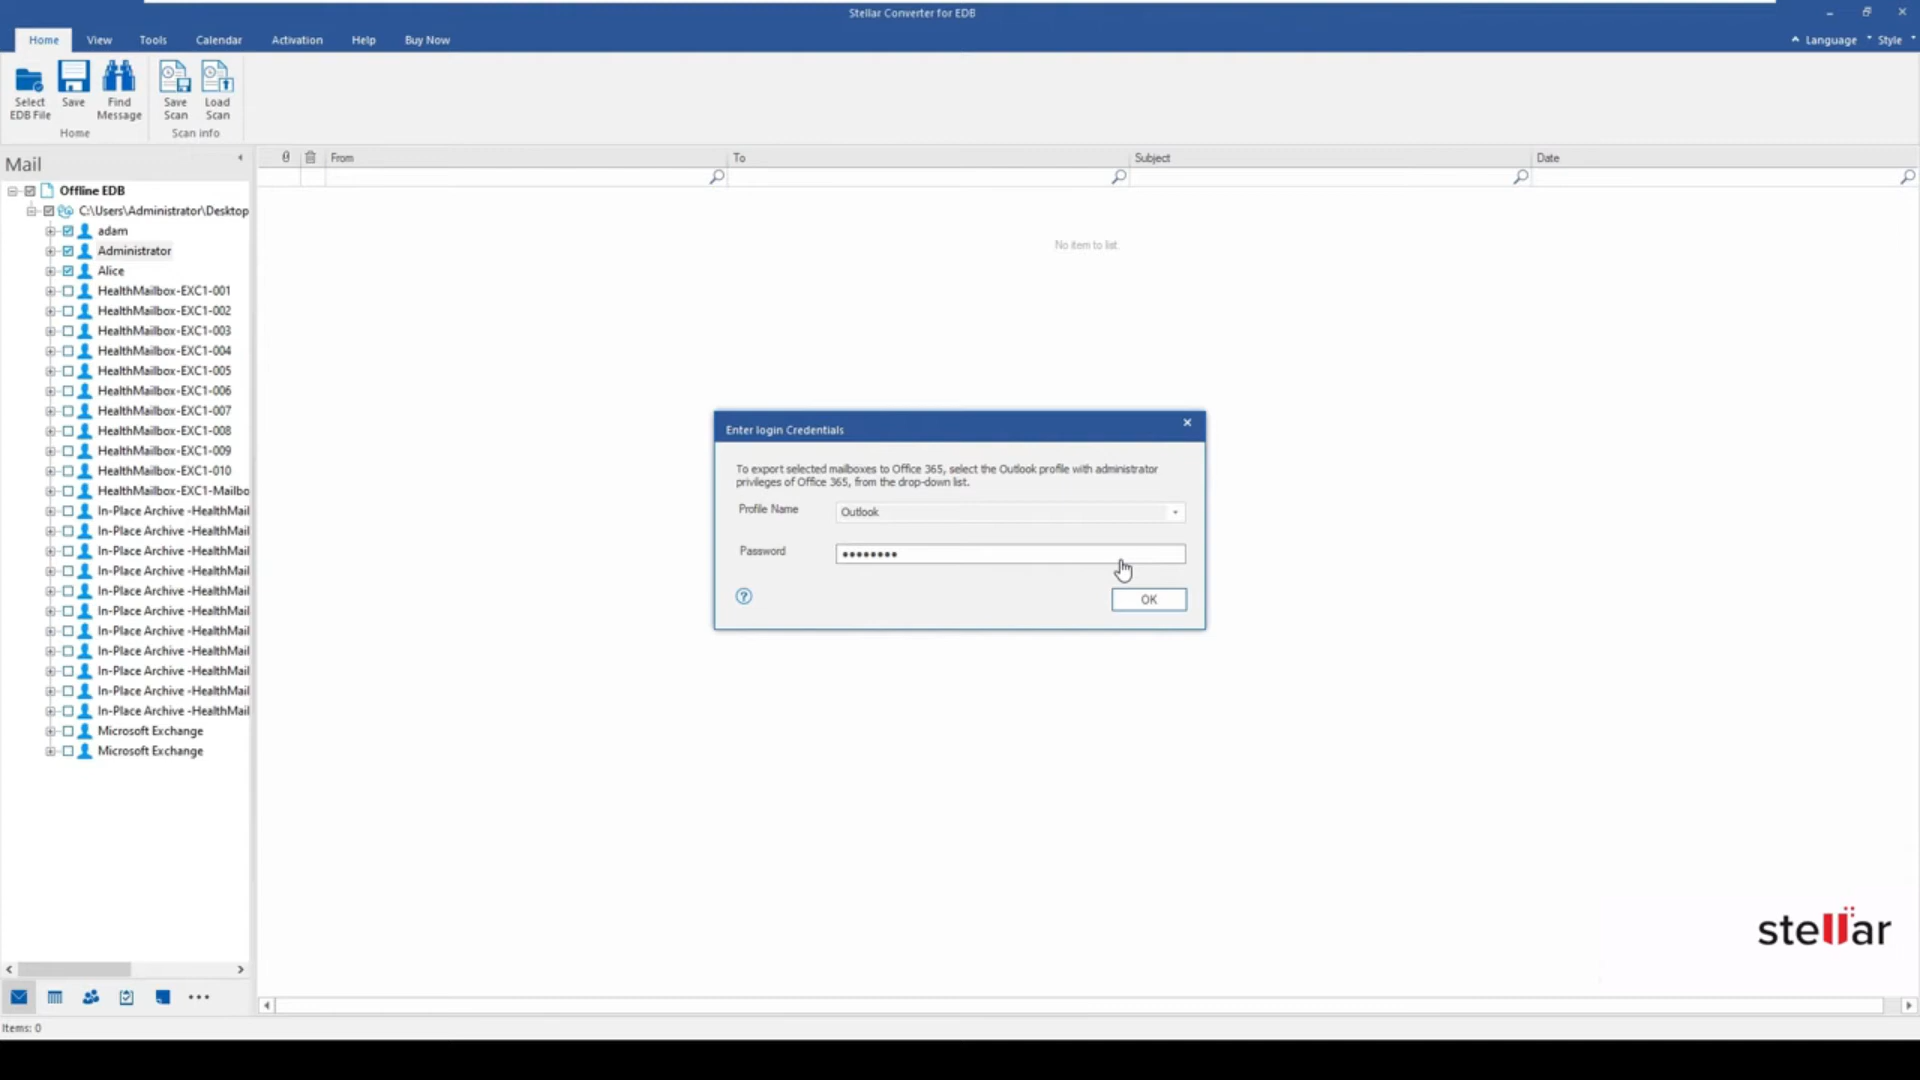 Stellar Converter for EDB
Home View Tools Calendar Activation Help Buy Now Language Style
Select EDB File
Save
Find Message
Save Scan
Load Scan
Home
Scan info
Mail
From To Subject Date
No item to list
Offline EDB
C:\Users\Administrator\Desktop
adam
Administrator
Alice
HealthMailbox-EXC1-001
HealthMailbox-EXC1-002
HealthMailbox-EXC1-003
HealthMailbox-EXC1-004
HealthMailbox-EXC1-005
HealthMailbox-EXC1-006
HealthMailbox-EXC1-007
HealthMailbox-EXC1-008
HealthMailbox-EXC1-009
HealthMailbox-EXC1-010
HealthMailbox-EXC1-Mailbo
In-Place Archive -HealthMail
In-Place Archive -HealthMail
In-Place Archive -HealthMail
In-Place Archive -HealthMail
In-Place Archive -HealthMail
In-Place Archive -HealthMail
In-Place Archive -HealthMail
In-Place Archive -HealthMail
In-Place Archive -HealthMail
In-Place Archive -HealthMail
In-Place Archive -HealthMail
Microsoft Exchange
Microsoft Exchange
Enter login Credentials
To export selected mailboxes to Office 365, select the Outlook profile with administrator
privileges of Office 365, from the drop-down list.
Profile Name Outlook
Password ••••••••
OK
stellar
Items: 0